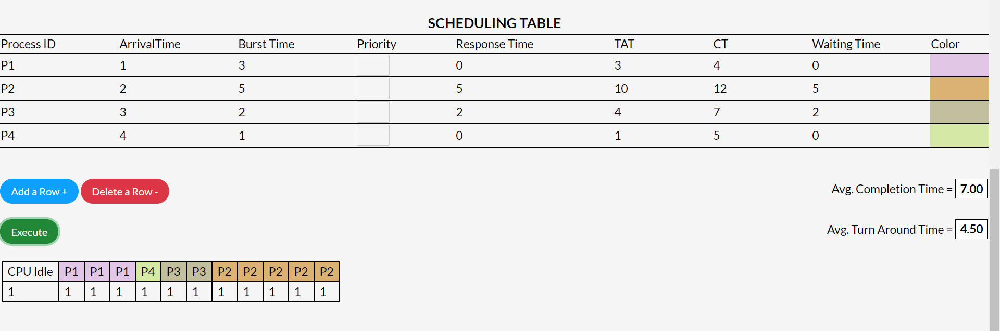 SCHEDULING TABLE
Process ID ArrivalTime Burst Time Priority Response Time TAT CT Waiting Time Color
P1 1 3 0 3 4 0
P2 2 5 5 10 12 5
P3 3 2 2 4 7 2
P4 4 1 0 1 5 0
Add a Row + Delete a Row - Avg. Completion Time = 7.00
Execute Avg. Turn Around Time = 4.50
CPU Idle P1 P1 P1 P4 P3 P3 P2 P2 P2 P2 P2
1 1 1 1 1 1 1 1 1 1 1 1